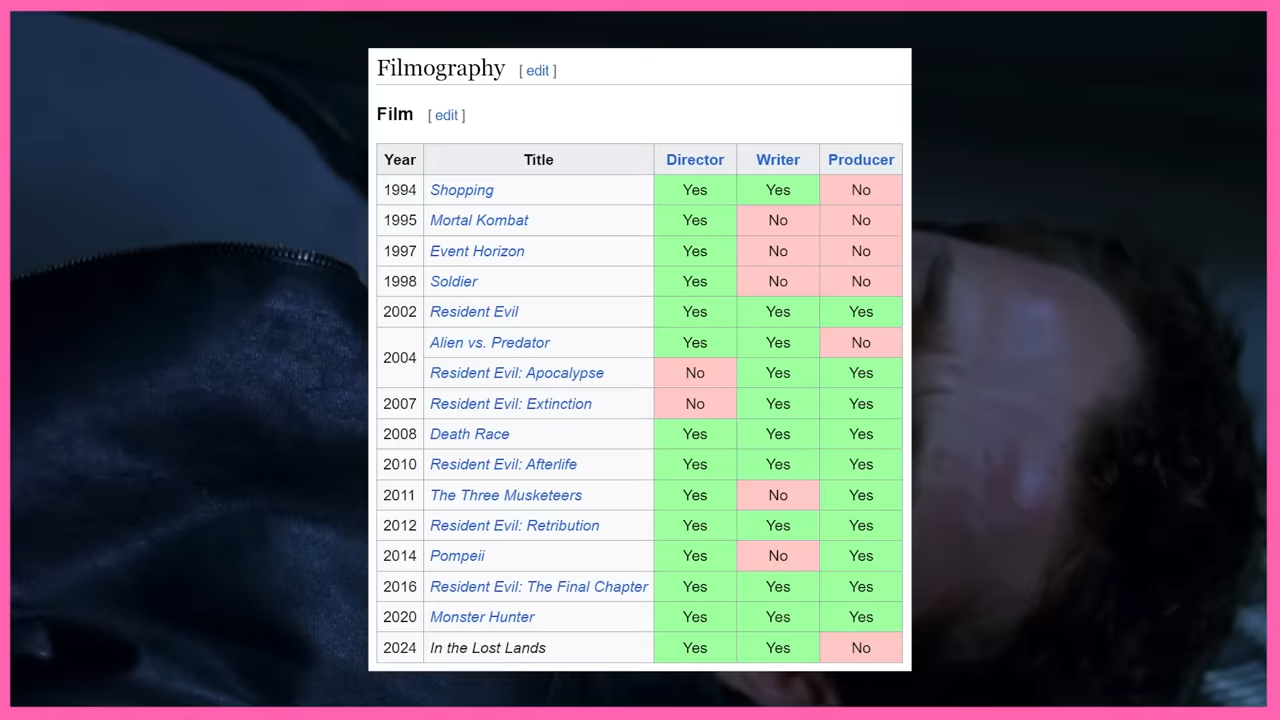 Filmography [ edit ]
Film [ edit ]
Year Title Director Writer Producer
1994 Shopping Yes Yes No
1995 Mortal Kombat Yes No No
1997 Event Horizon Yes No No
1998 Soldier Yes No No
2002 Resident Evil Yes Yes Yes
2004 Alien vs. Predator Yes Yes No
Resident Evil: Apocalypse No Yes Yes
2007 Resident Evil: Extinction No Yes Yes
2008 Death Race Yes Yes Yes
2010 Resident Evil: Afterlife Yes Yes Yes
2011 The Three Musketeers Yes No Yes
2012 Resident Evil: Retribution Yes Yes Yes
2014 Pompeii Yes No Yes
2016 Resident Evil: The Final Chapter Yes Yes Yes
2020 Monster Hunter Yes Yes Yes
2024 In the Lost Lands Yes Yes No